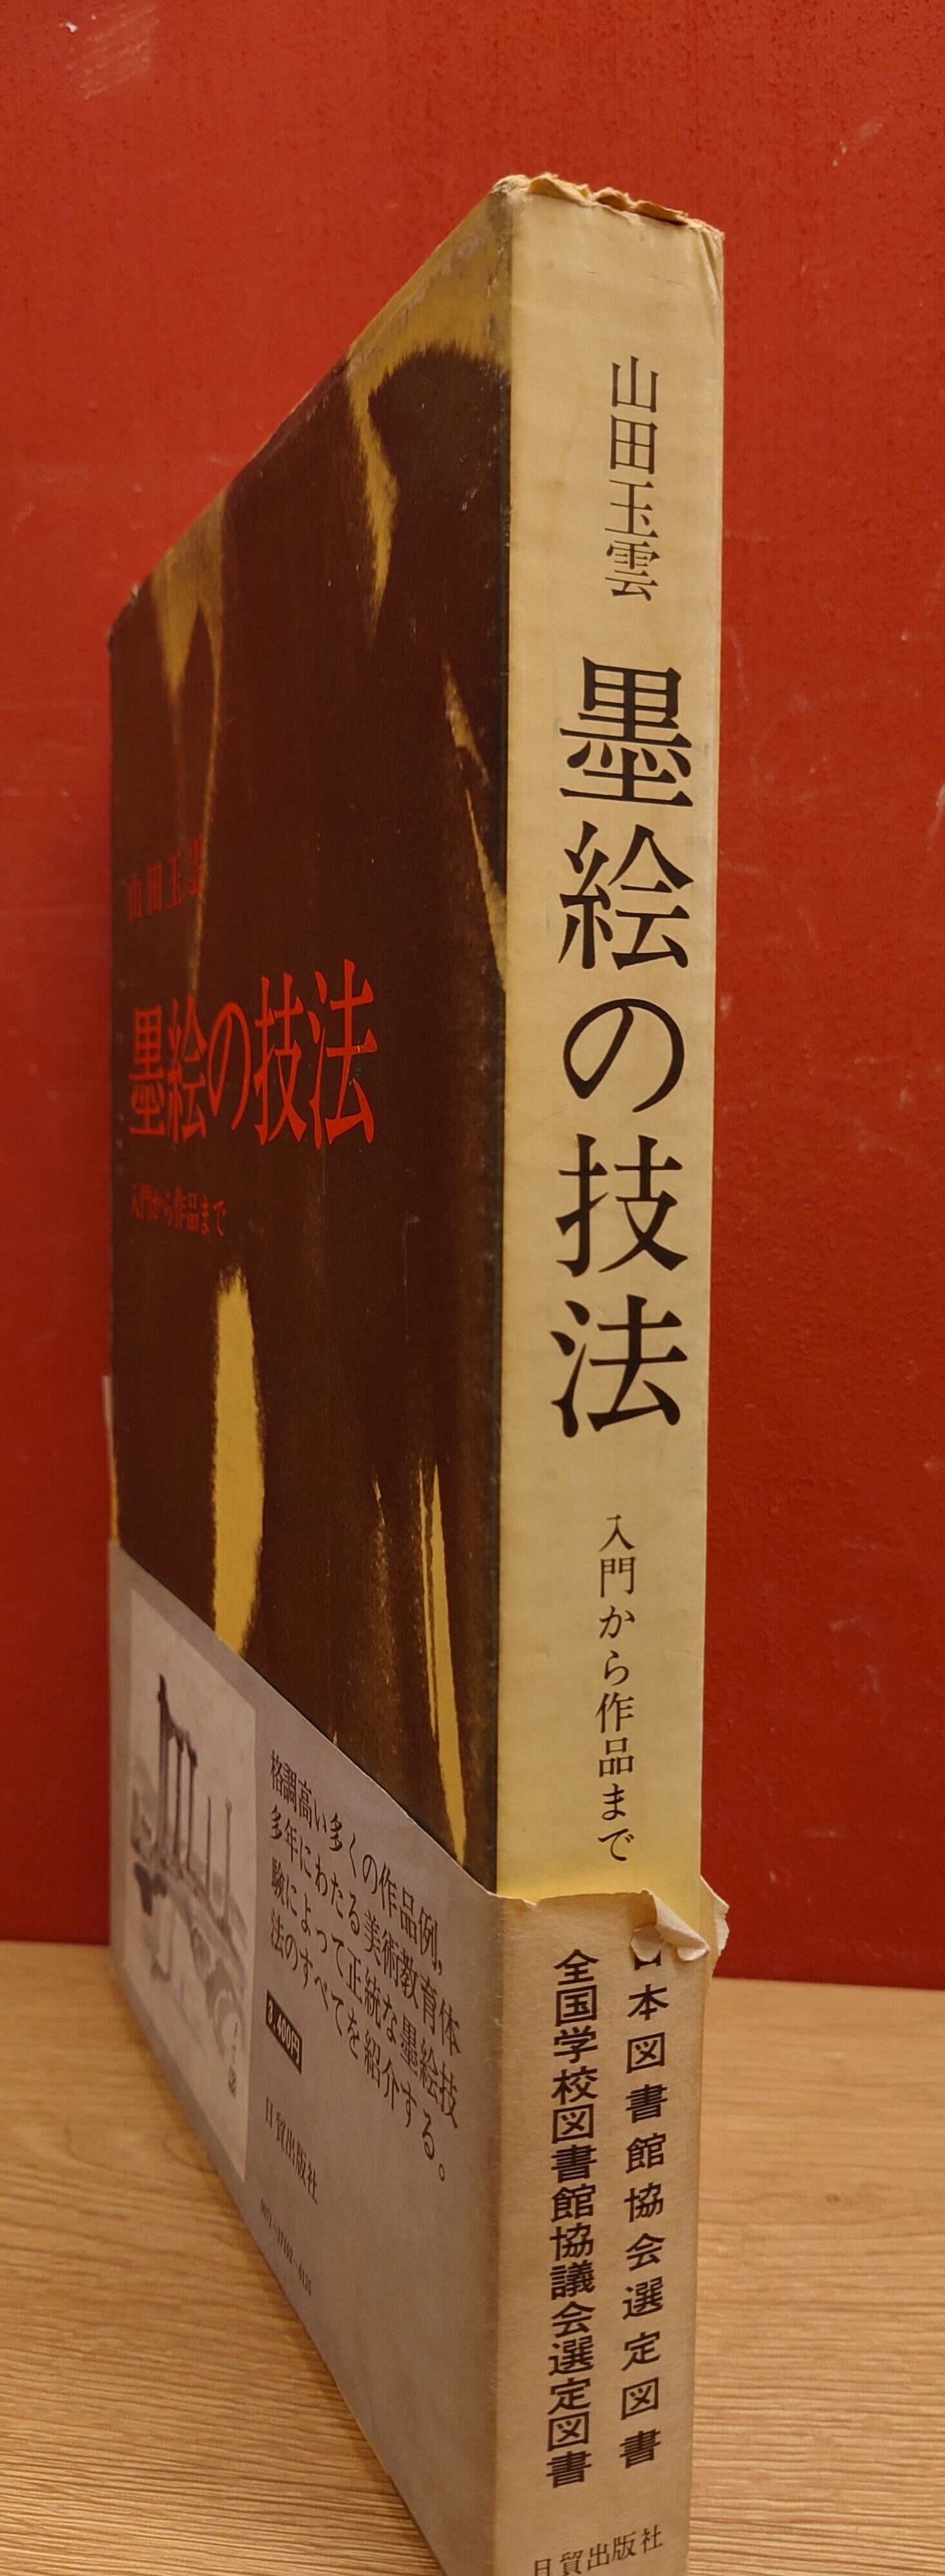 山田玉雲
墨絵の技法
入門から作品まで
格調高い多くの作品例，
多年にわたる美術教育体
験によって正統な墨絵技
法のすべてを紹介する。
3,400円
日貿出版社
山田玉雲
墨絵の技法
入門から作品まで
日本図書館協会選定図書
全国学校図書館協議会選定図書
日貿出版社